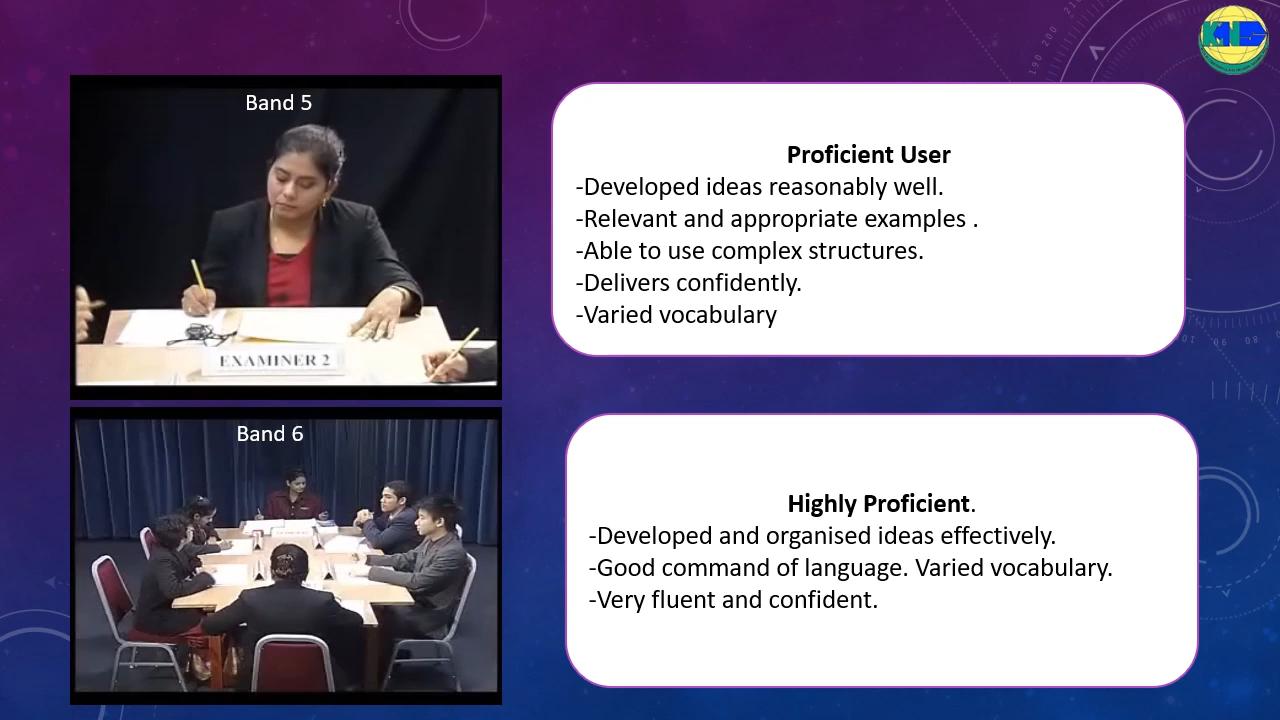 Band 5
EXAMINER 2
Proficient User
-Developed ideas reasonably well.
-Relevant and appropriate examples .
-Able to use complex structures.
-Delivers confidently.
-Varied vocabulary
Band 6
Highly Proficient.
-Developed and organised ideas effectively.
-Good command of language. Varied vocabulary.
-Very fluent and confident.